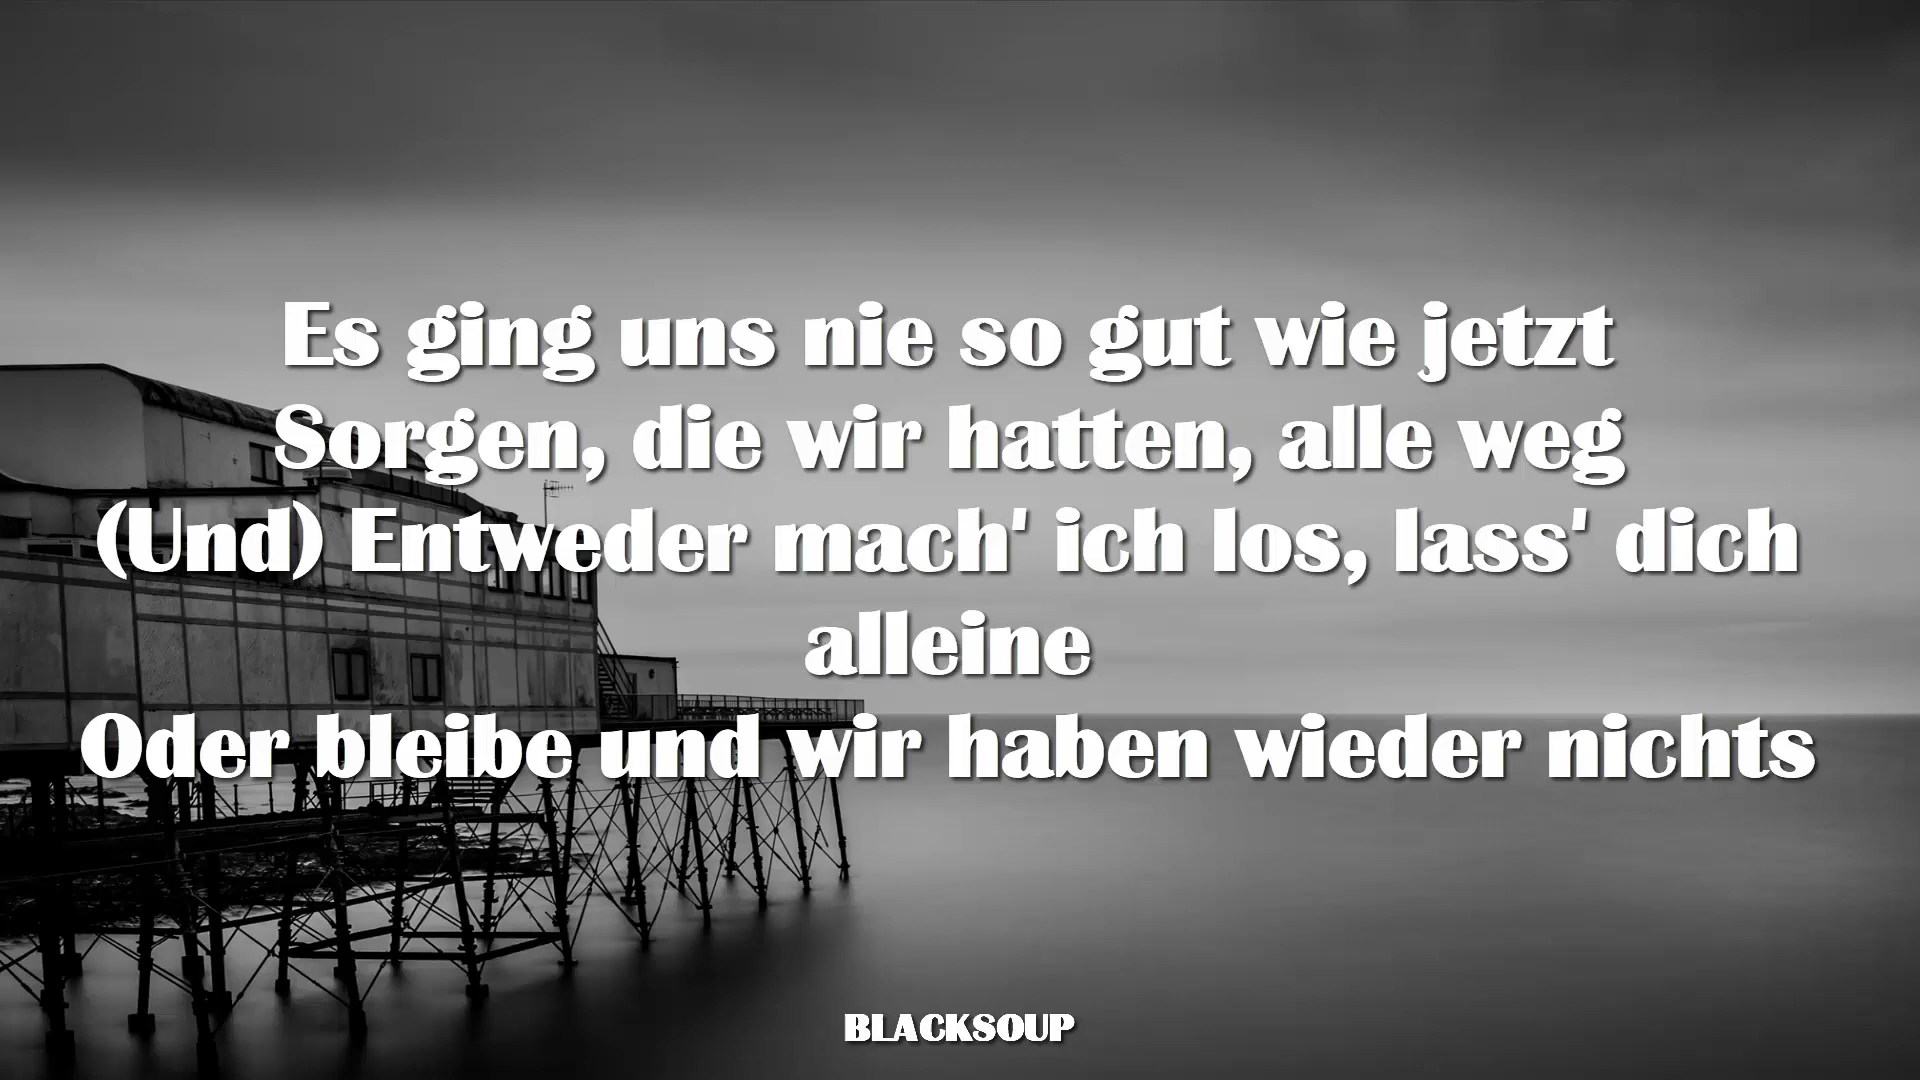 Es ging uns nie so gut wie jetzt
Sorgen, die wir hatten, alle weg
(Und) Entweder mach' ich los, lass' dich
alleine
Oder bleibe und wir haben wieder nichts
BLACKSOUP